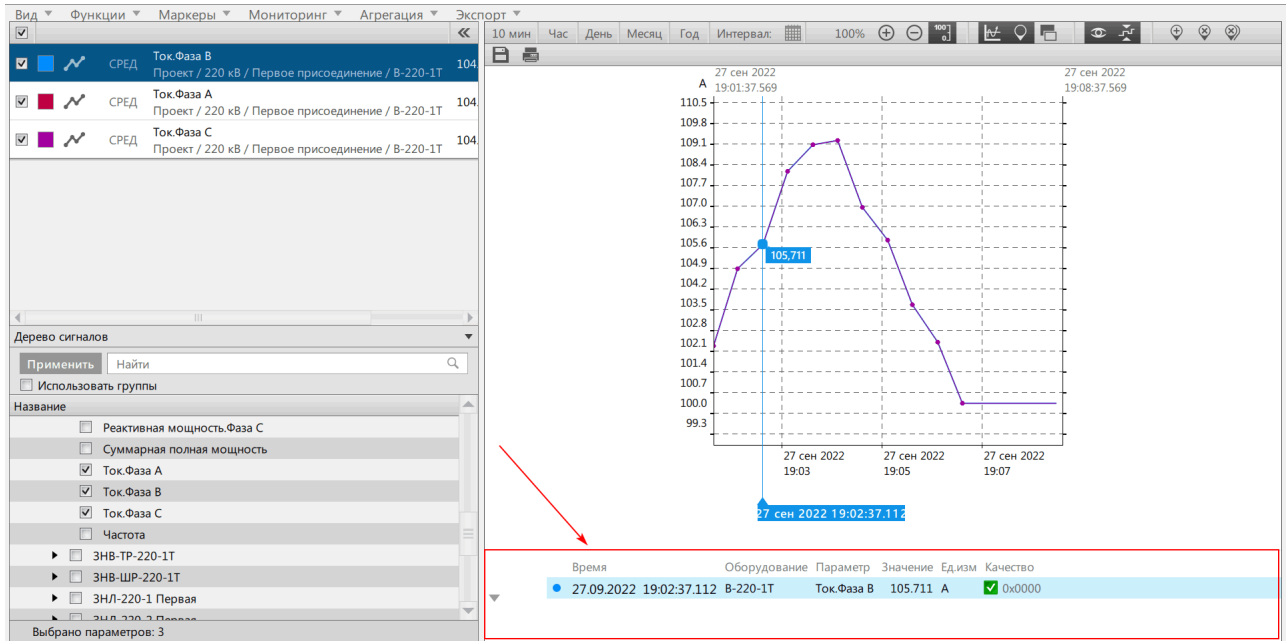 Вид Функции Маркеры Мониторинг Агрегация Экспорт
10 мин Час День Месяц Год Интервал: 100%
СРЕД Ток.Фаза В 104.
Проект / 220 кВ / Первое присоединение / В-220-1Т
СРЕД Ток.Фаза А 104.
Проект / 220 кВ / Первое присоединение / В-220-1Т
СРЕД Ток.Фаза С 104.
Проект / 220 кВ / Первое присоединение / В-220-1Т
Дерево сигналов
Применить Найти
Использовать группы
Название
Реактивная мощность.Фаза С
Суммарная полная мощность
Ток.Фаза А
Ток.Фаза В
Ток.Фаза С
Частота
ЗНВ-ТР-220-1Т
ЗНВ-ШР-220-1Т
ЗНЛ-220-1 Первая
ЗНЛ-220-2 Первая
Выбрано параметров: 3
А
27 сен 2022
19:01:37.569
27 сен 2022
19:08:37.569
110.5
109.8
109.1
108.4
107.7
107.0
106.3
105.6
104.9
104.2
103.5
102.8
102.1
101.4
100.7
100.0
99.3
105,711
27 сен 2022
19:03
27 сен 2022
19:05
27 сен 2022
19:07
27 сен 2022 19:02:37.112
Время Оборудование Параметр Значение Ед.изм Качество
27.09.2022 19:02:37.112 В-220-1Т Ток.Фаза В 105.711 А 0x0000